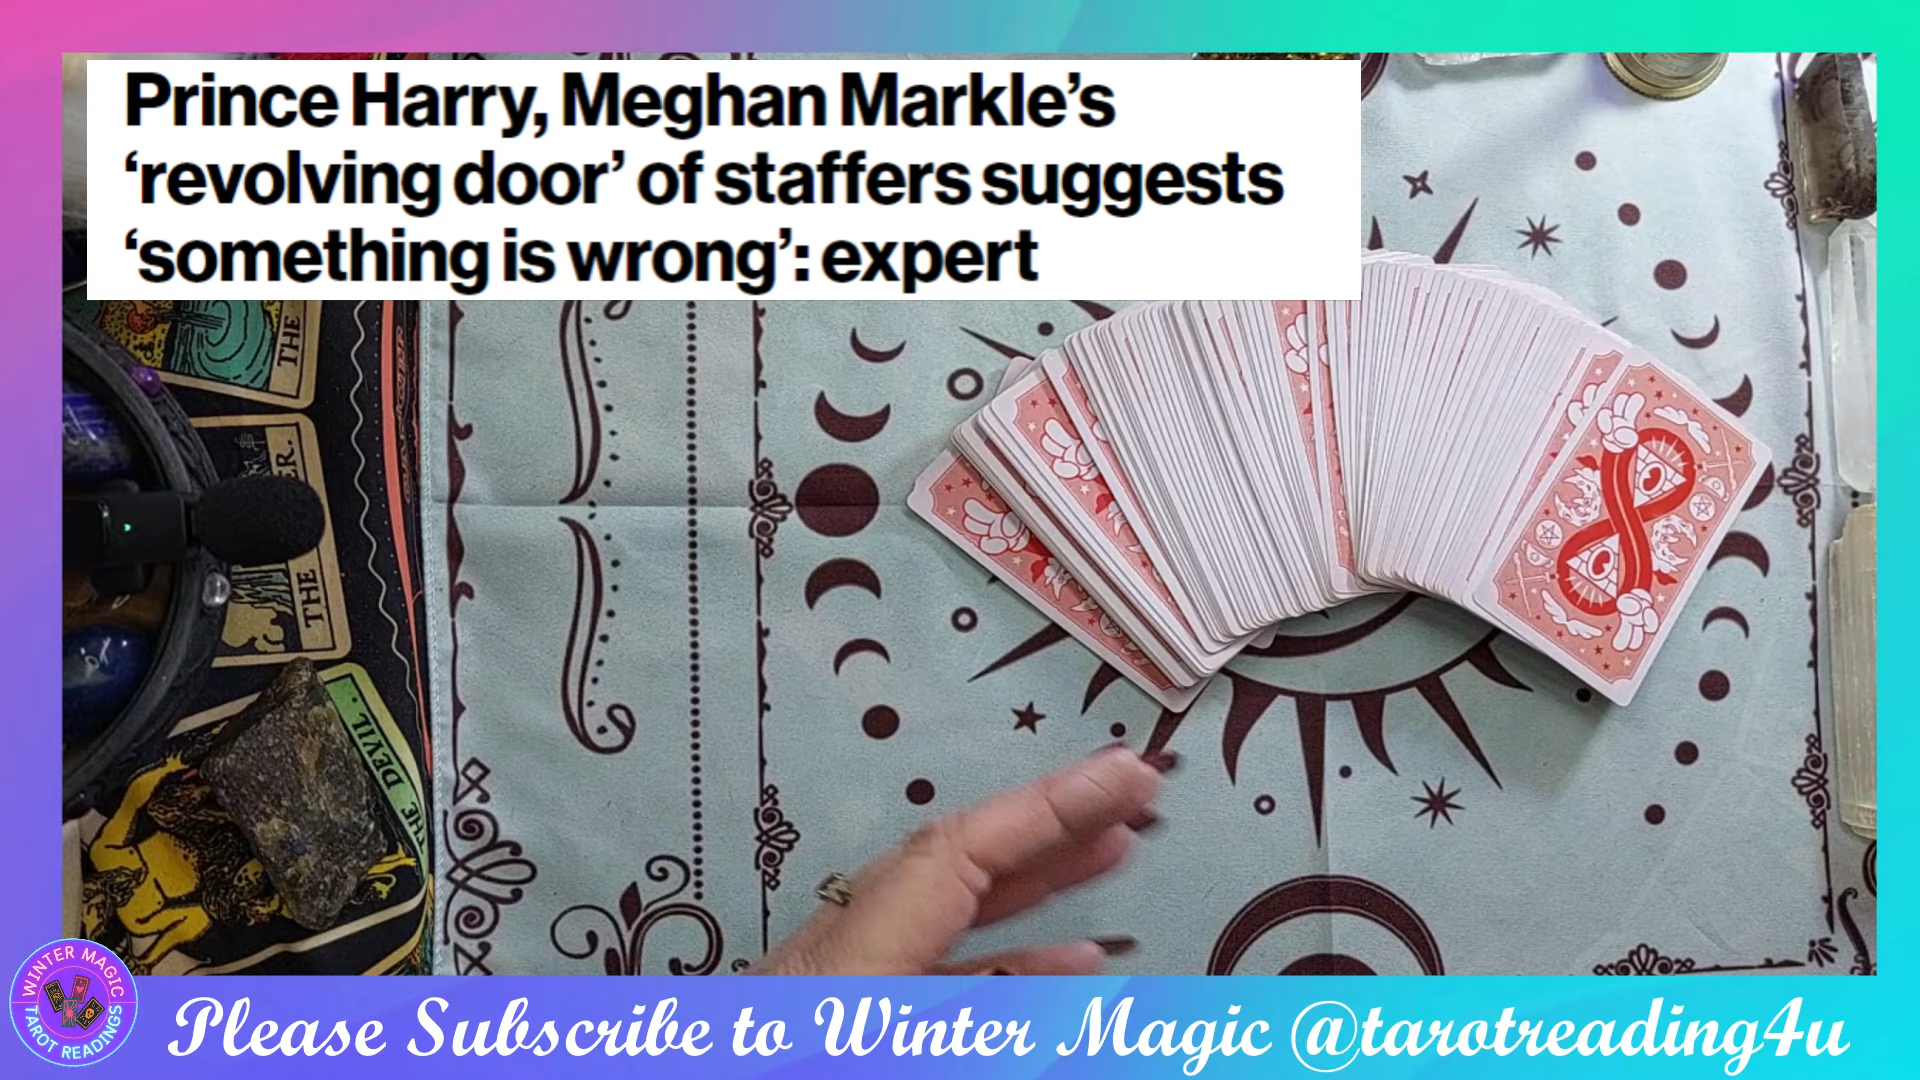 Prince Harry, Meghan Markle’s
‘revolving door’ of staffers suggests
‘something is wrong’: expert
THE
THE
THE DEVIL.
WINTER MAGIC
TAROT READINGS
Please Subscribe to Winter Magic @tarotreading4u